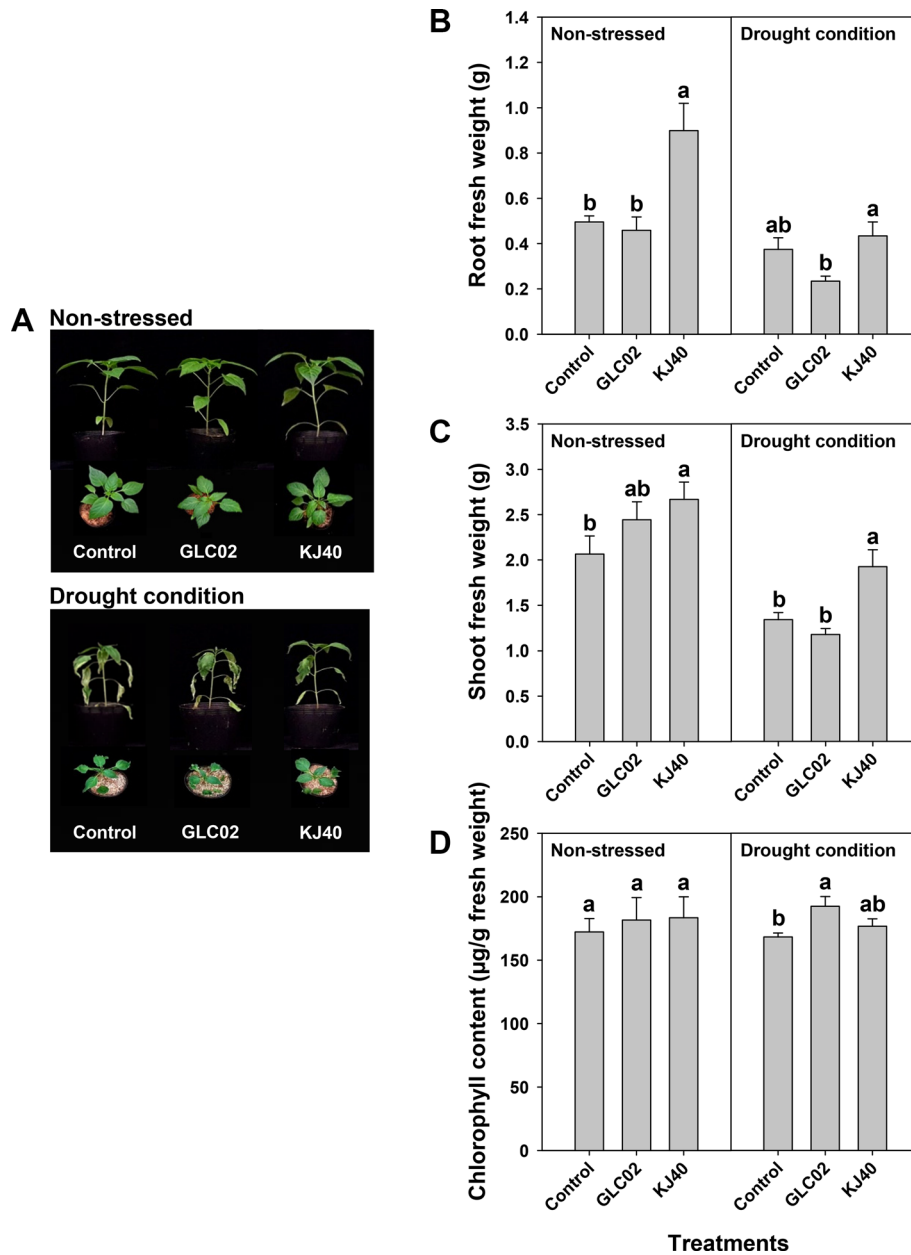 A
Non-stressed
Control GLC02 KJ40
Drought condition
Control GLC02 KJ40
B
Root fresh weight (g)
1.4
1.2
1.0
0.8
0.6
0.4
0.2
0.0
Non-stressed
Drought condition
b b a ab b a
Control GLC02 KJ40 Control GLC02 KJ40
C
Shoot fresh weight (g)
3.5
3.0
2.5
2.0
1.5
1.0
0.5
0.0
Non-stressed
Drought condition
b ab a b b a
Control GLC02 KJ40 Control GLC02 KJ40
D
Chlorophyll content (μg/g fresh weight)
250
200
150
100
50
0
Non-stressed
Drought condition
a a a b a ab
Control GLC02 KJ40 Control GLC02 KJ40
Treatments